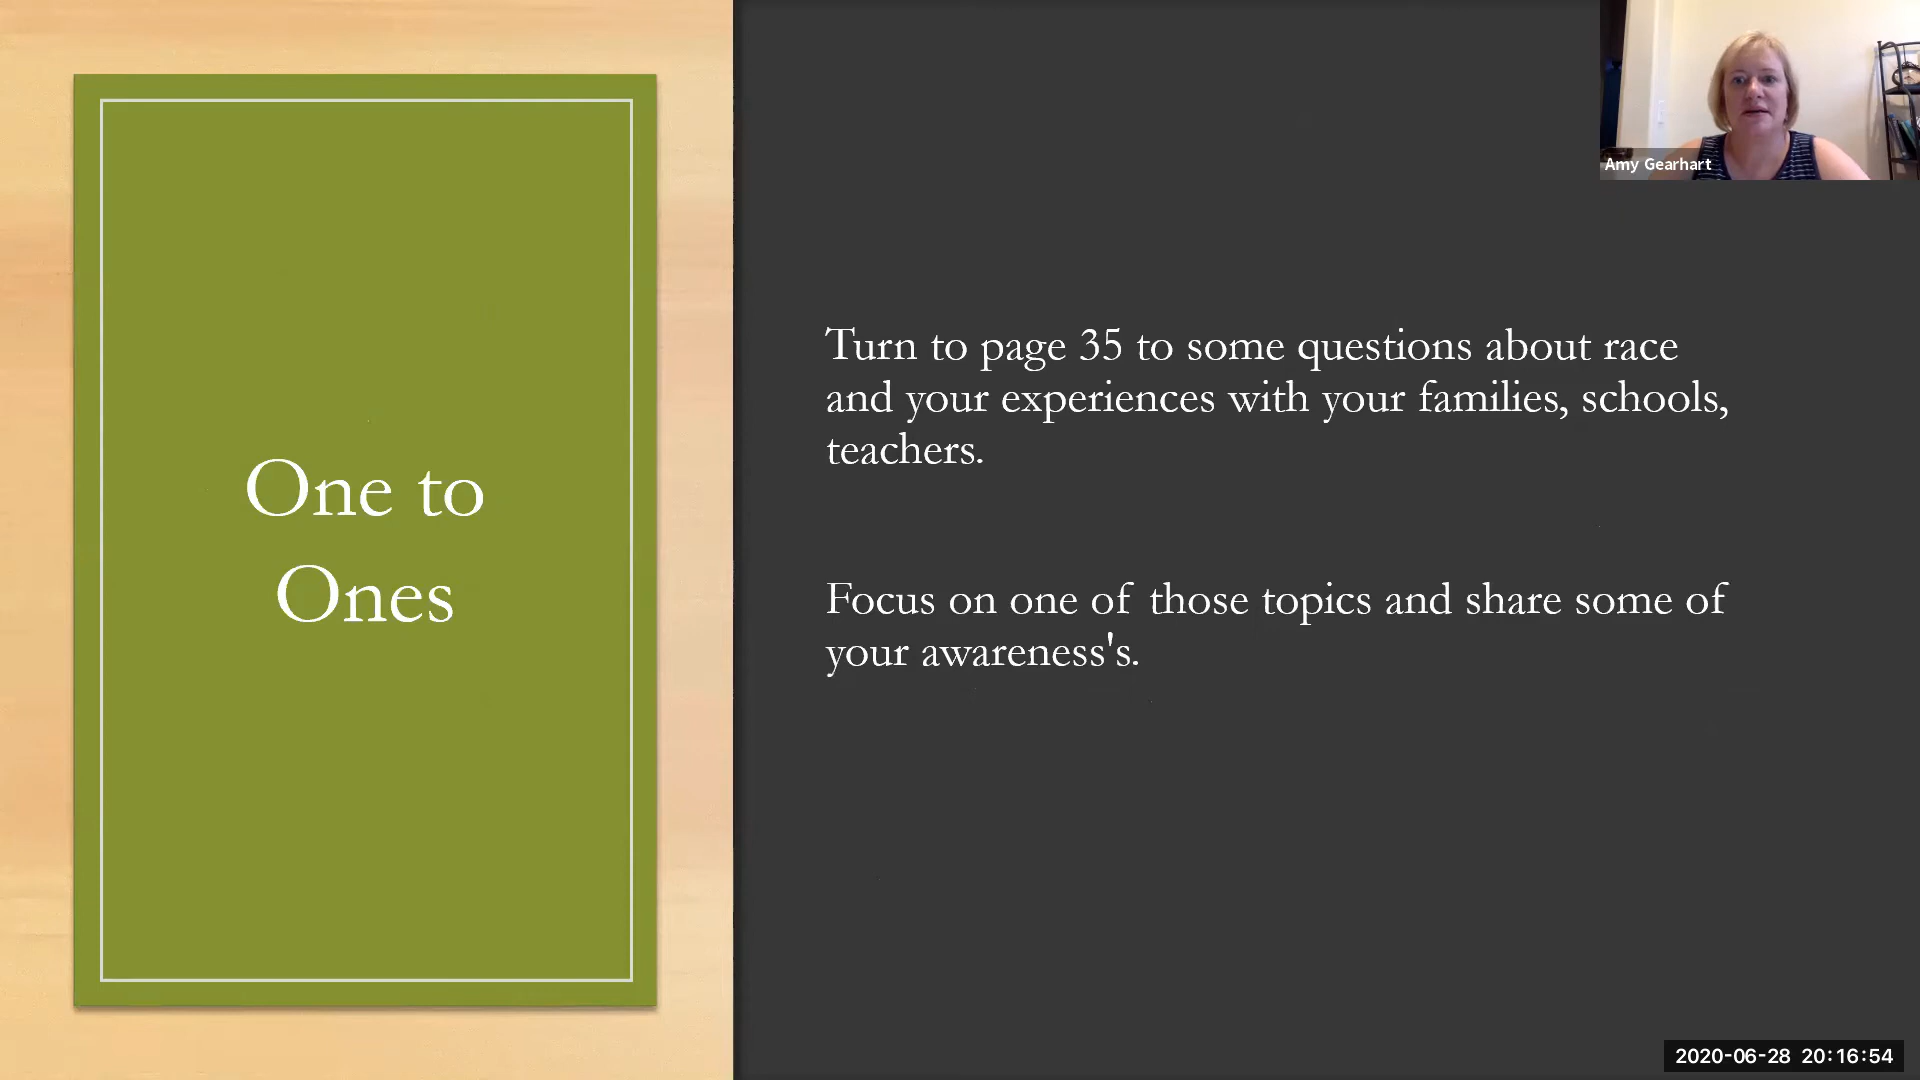 One to
Ones
Turn to page 35 to some questions about race
and your experiences with your families, schools,
teachers.
Focus on one of those topics and share some of
your awareness's.
Amy Gearhart
2020-06-28 20:16:54